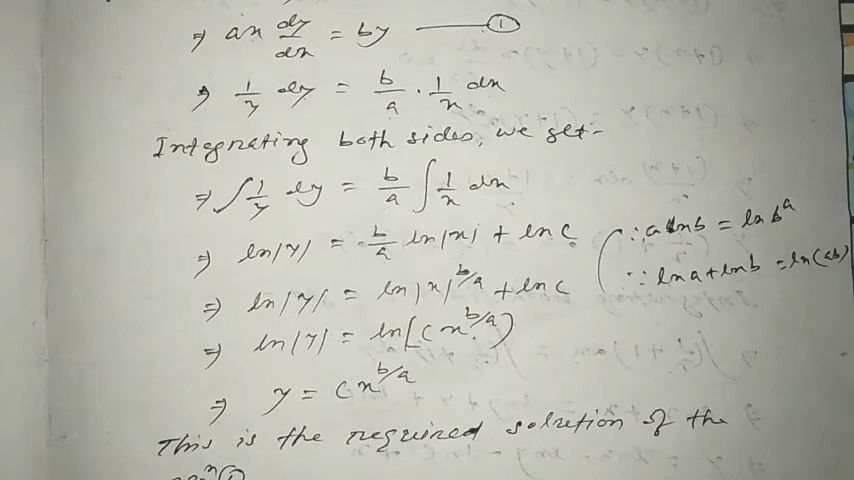 ⇒ ax dy/dx = by ——— ①
⇒ 1/y dy = b/a · 1/x dx
Integrating both sides, we get:-
⇒ ∫ 1/y dy = b/a ∫ 1/x dx
⇒ ln|y| = b/a ln|x| + ln C ∵ a ln b = ln b^a
⇒ ln|y| = ln|x|^(b/a) + ln C ∵ ln a + ln b = ln(ab)
⇒ ln|y| = ln[C x^(b/a)]
⇒ y = C x^(b/a)
This is the required solution of the